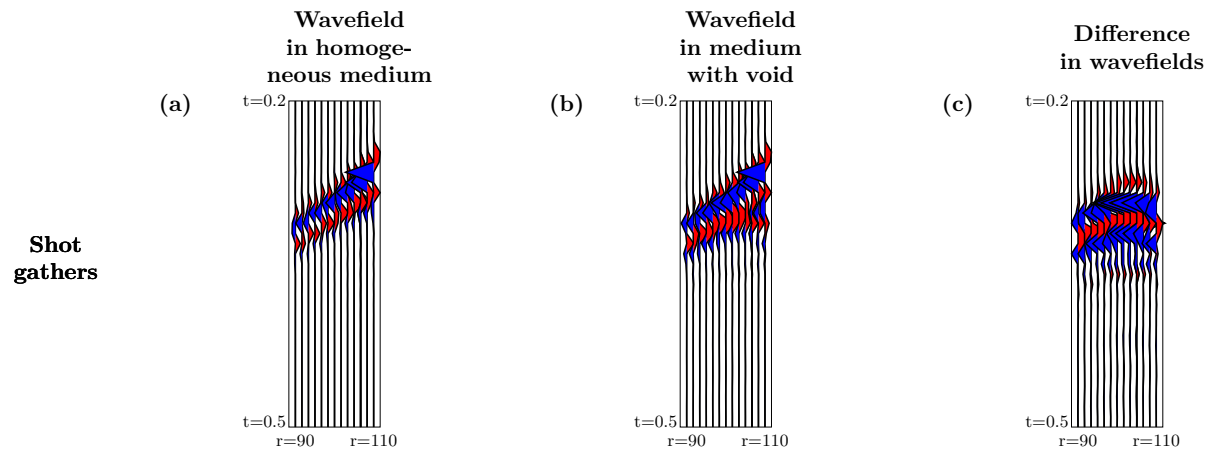 Wavefield
in homoge-
neous medium
Wavefield
in medium
with void
Difference
in wavefields
(a)
t=0.2
(b)
t=0.2
(c)
t=0.2
Shot
gathers
t=0.5
t=0.5
t=0.5
r=90
r=110
r=90
r=110
r=90
r=110